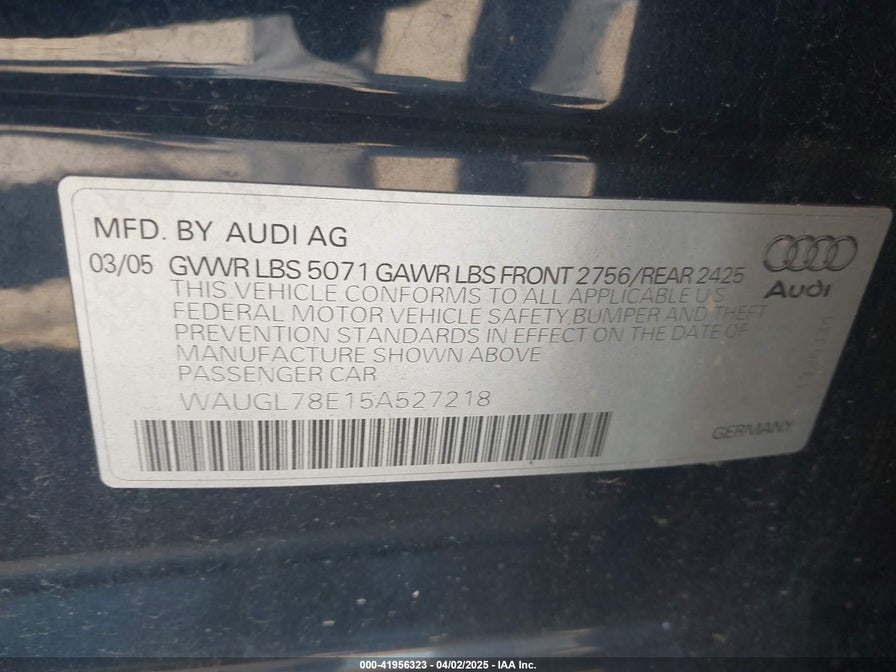 MFD. BY AUDI AG
03/05 GVWR LBS 5071 GAWR LBS FRONT 2756/REAR 2425
THIS VEHICLE CONFORMS TO ALL APPLICABLE U.S
FEDERAL MOTOR VEHICLE SAFETY,BUMPER AND THEFT
PREVENTION STANDARDS IN EFFECT ON THE DATE OF
MANUFACTURE SHOWN ABOVE
PASSENGER CAR
WAUGL78E15A527218
Audi
GERMANY
000-41956323 - 04/02/2025 - IAA Inc.